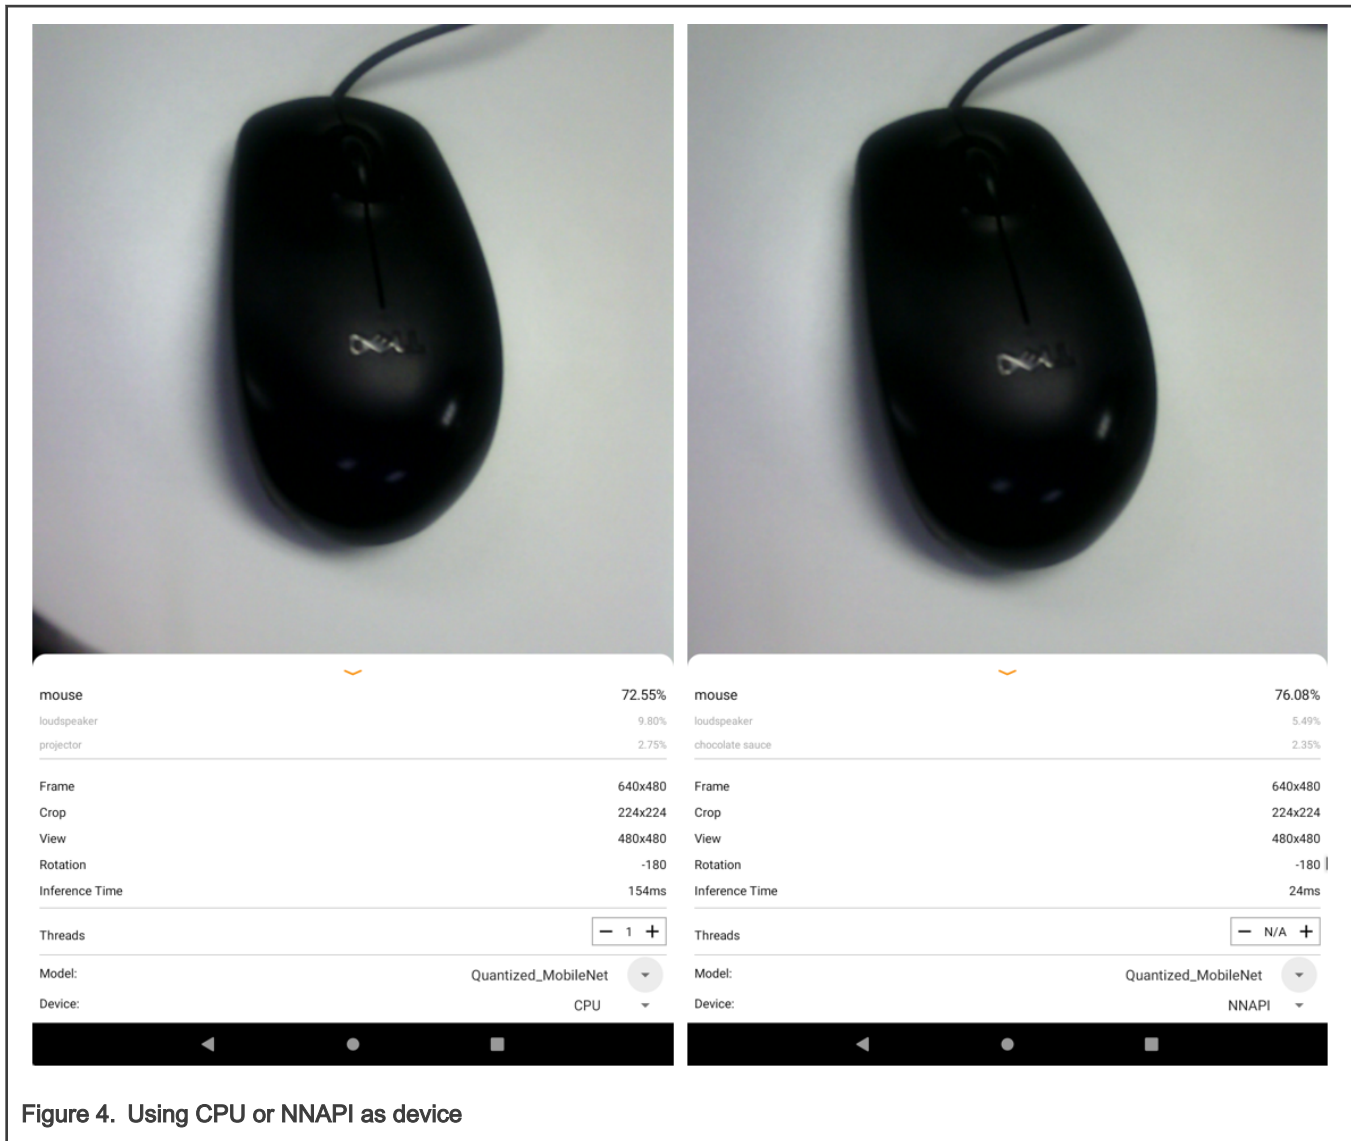 DELL
mouse 72.55%
loudspeaker 9.80%
projector 2.75%
Frame 640x480
Crop 224x224
View 480x480
Rotation -180
Inference Time 154ms
Threads − 1 +
Model: Quantized_MobileNet
Device: CPU
DELL
mouse 76.08%
loudspeaker 5.49%
chocolate sauce 2.35%
Frame 640x480
Crop 224x224
View 480x480
Rotation -180
Inference Time 24ms
Threads − N/A +
Model: Quantized_MobileNet
Device: NNAPI
Figure 4. Using CPU or NNAPI as device